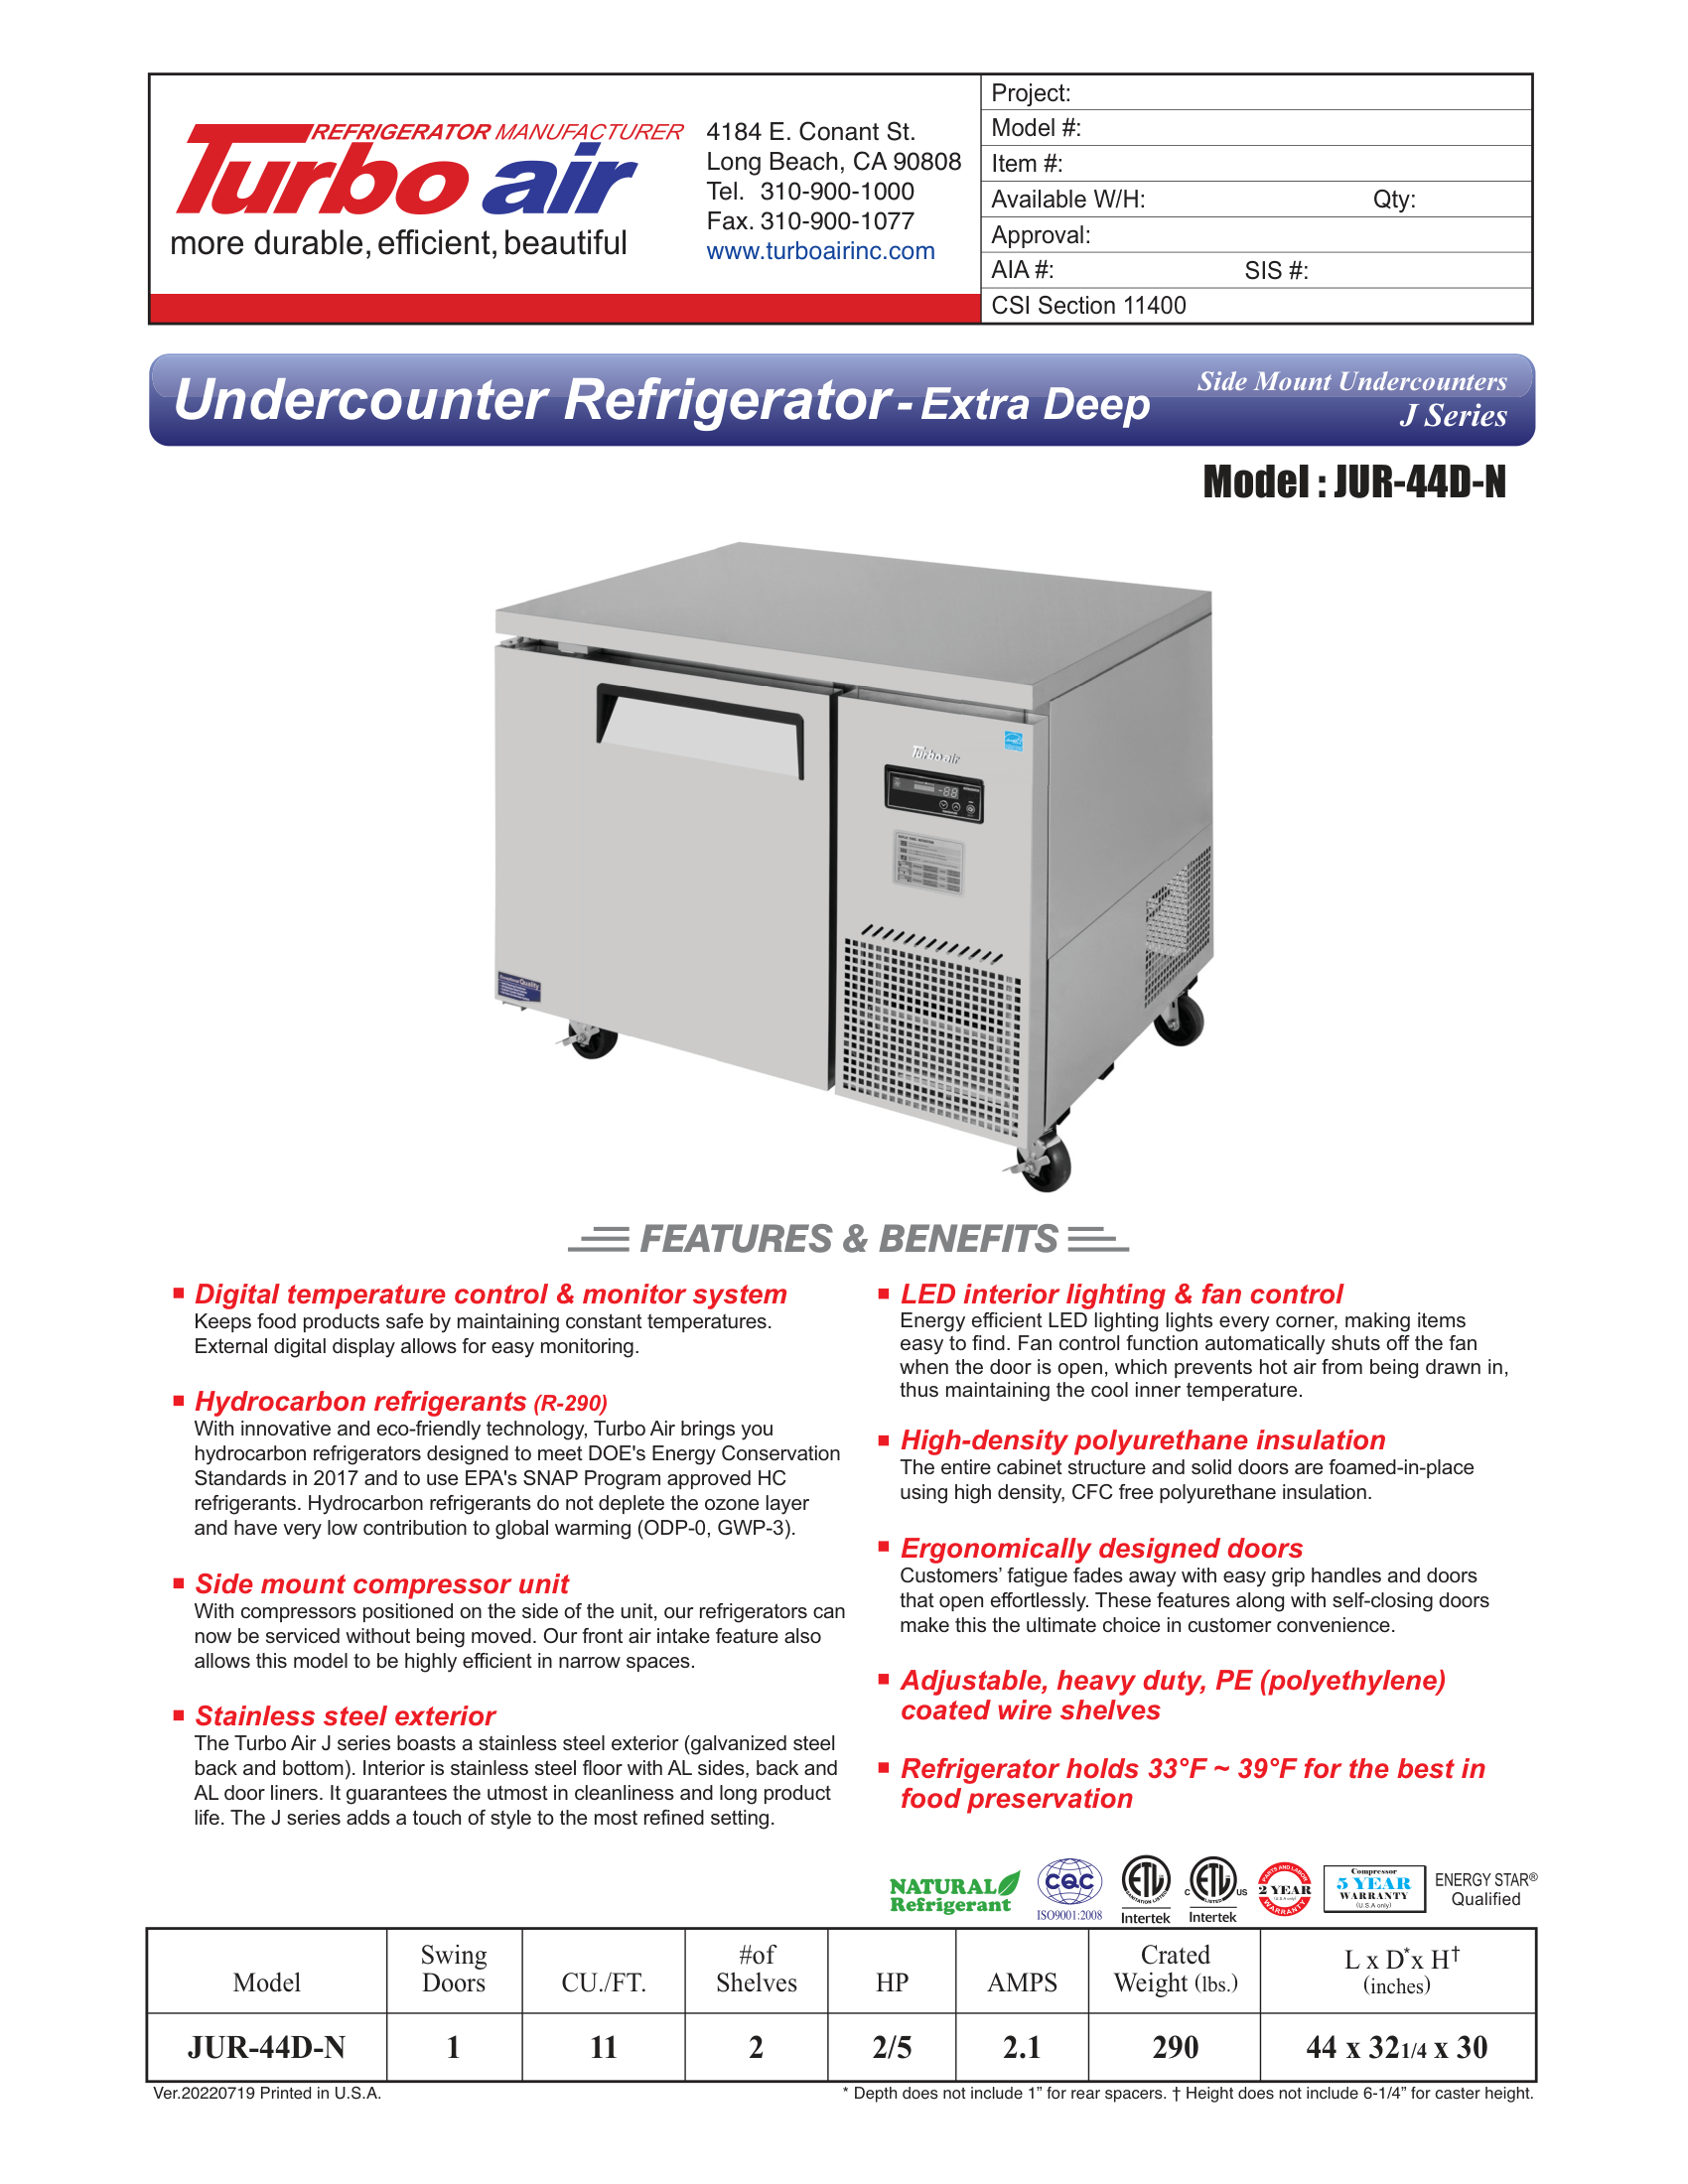 REFRIGERATOR MANUFACTURER
Turbo air
more durable, efficient, beautiful
4184 E. Conant St.
Long Beach, CA 90808
Tel. 310-900-1000
Fax. 310-900-1077
www.turboairinc.com
Project:
Model #:
Item #:
Available W/H: Qty:
Approval:
AIA #: SIS #:
CSI Section 11400
Undercounter Refrigerator - Extra Deep
Side Mount Undercounters
J Series
Model : JUR-44D-N
Turbo air
FEATURES & BENEFITS
Digital temperature control & monitor system
Keeps food products safe by maintaining constant temperatures.
External digital display allows for easy monitoring.
Hydrocarbon refrigerants (R-290)
With innovative and eco-friendly technology, Turbo Air brings you
hydrocarbon refrigerators designed to meet DOE's Energy Conservation
Standards in 2017 and to use EPA's SNAP Program approved HC
refrigerants. Hydrocarbon refrigerants do not deplete the ozone layer
and have very low contribution to global warming (ODP-0, GWP-3).
Side mount compressor unit
With compressors positioned on the side of the unit, our refrigerators can
now be serviced without being moved. Our front air intake feature also
allows this model to be highly efficient in narrow spaces.
Stainless steel exterior
The Turbo Air J series boasts a stainless steel exterior (galvanized steel
back and bottom). Interior is stainless steel floor with AL sides, back and
AL door liners. It guarantees the utmost in cleanliness and long product
life. The J series adds a touch of style to the most refined setting.
LED interior lighting & fan control
Energy efficient LED lighting lights every corner, making items
easy to find. Fan control function automatically shuts off the fan
when the door is open, which prevents hot air from being drawn in,
thus maintaining the cool inner temperature.
High-density polyurethane insulation
The entire cabinet structure and solid doors are foamed-in-place
using high density, CFC free polyurethane insulation.
Ergonomically designed doors
Customers’ fatigue fades away with easy grip handles and doors
that open effortlessly. These features along with self-closing doors
make this the ultimate choice in customer convenience.
Adjustable, heavy duty, PE (polyethylene)
coated wire shelves
Refrigerator holds 33°F ~ 39°F for the best in
food preservation
NATURAL
Refrigerant
CQC
ISO9001:2008
ETL
SANITATION LISTED
Intertek
C ETL US
LISTED
Intertek
PARTS AND LABOR
2 YEAR
(U.S.A only)
WARRANTY
Compressor
5 YEAR
WARRANTY
(U.S.A only)
ENERGY STAR®
Qualified
Model Swing Doors CU./FT. #of Shelves HP AMPS Crated Weight (lbs.) L x D* x H† (inches)
JUR-44D-N 1 11 2 2/5 2.1 290 44 x 321/4 x 30
Ver.20220719 Printed in U.S.A.
* Depth does not include 1” for rear spacers. † Height does not include 6-1/4” for caster height.